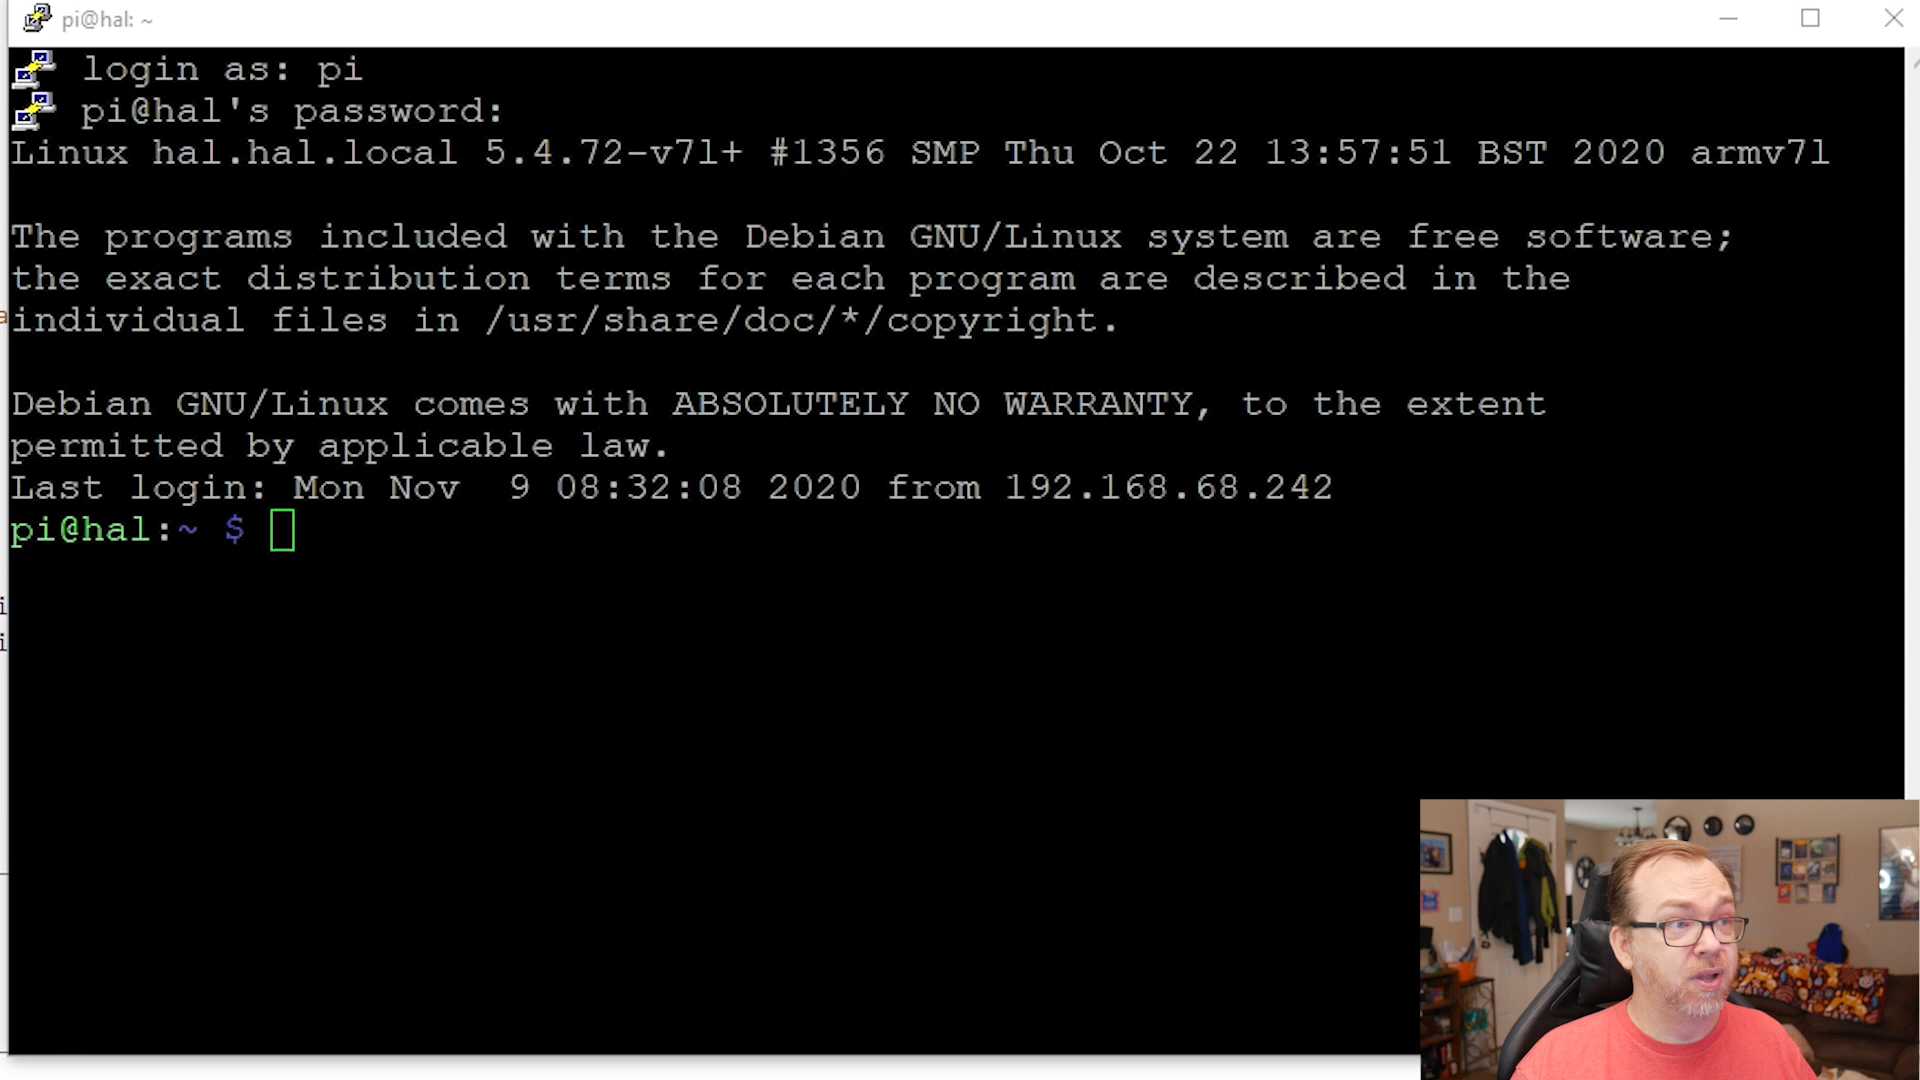 pi@hal: ~
login as: pi
pi@hal's password:
Linux hal.hal.local 5.4.72-v7l+ #1356 SMP Thu Oct 22 13:57:51 BST 2020 armv7l
The programs included with the Debian GNU/Linux system are free software;
the exact distribution terms for each program are described in the
individual files in /usr/share/doc/*/copyright.
Debian GNU/Linux comes with ABSOLUTELY NO WARRANTY, to the extent
permitted by applicable law.
Last login: Mon Nov  9 08:32:08 2020 from 192.168.68.242
pi@hal:~ $